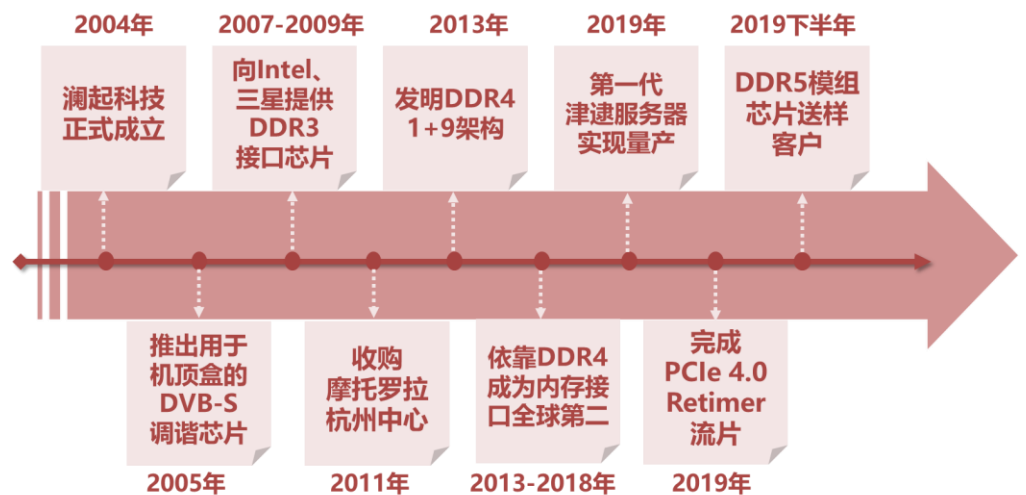 2004年
2007-2009年
2013年
2019年
2019下半年
澜起科技
正式成立
向Intel、
三星提供
DDR3
接口芯片
发明DDR4
1+9架构
第一代
津逮服务器
实现量产
DDR5模组
芯片送样
客户
推出用于
机顶盒的
DVB-S
调谐芯片
收购
摩托罗拉
杭州中心
依靠DDR4
成为内存接
口全球第二
完成
PCIe 4.0
Retimer
流片
2005年
2011年
2013-2018年
2019年